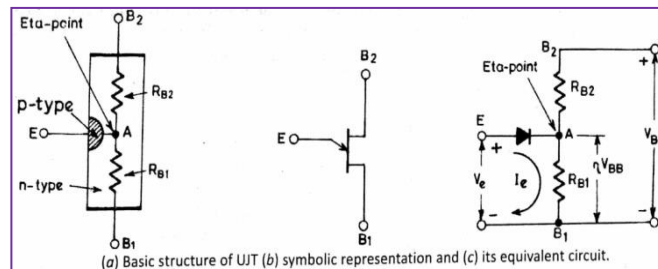 Eta-point
B2
RB2
p-type
E
A
RB1
n-type
B1
B2
E
B1
B2
Eta-point
RB2
E
A
+
+
Ve
Ie
RB1
ηVBB
VB
-
-
B1
(a) Basic structure of UJT (b) symbolic representation and (c) its equivalent circuit.